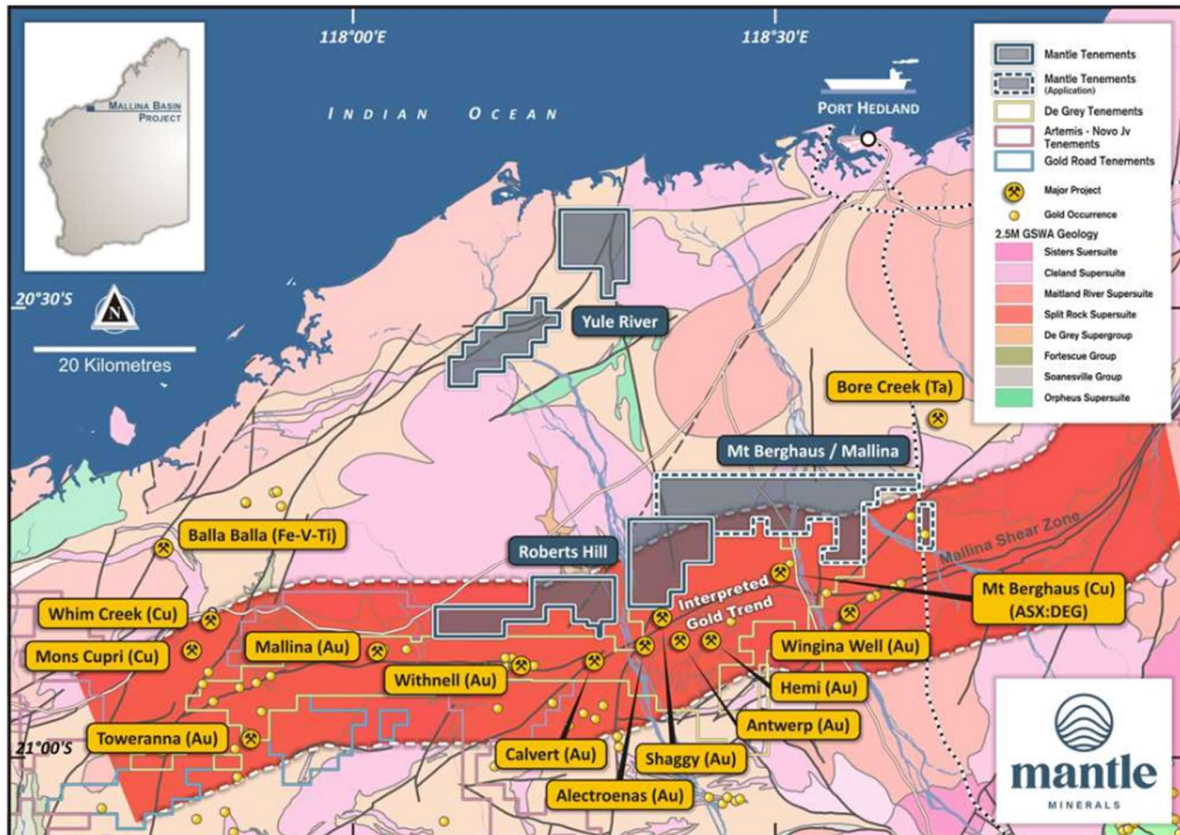 118°00'E
118°30'E
MALLINA BASIN
PROJECT
INDIAN OCEAN
PORT HEDLAND
Mantle Tenements
Mantle Tenements
(Application)
De Grey Tenements
Artemis - Novo Jv
Tenements
Gold Road Tenements
Major Project
Gold Occurrence
2.5M GSWA Geology
Sisters Suersuite
Cleland Supersuite
Maitland River Supersuite
Split Rock Supersuite
De Grey Supergroup
Fortescue Group
Soanesville Group
Orpheus Supersuite
20°30'S
N
20 Kilometres
Yule River
Bore Creek (Ta)
Mt Berghaus / Mallina
Balla Balla (Fe-V-Ti)
Roberts Hill
Mallina Shear Zone
Interpreted
Gold Trend
Mt Berghaus (Cu)
(ASX:DEG)
Whim Creek (Cu)
Mons Cupri (Cu)
Mallina (Au)
Withnell (Au)
Wingina Well (Au)
Hemi (Au)
Antwerp (Au)
Toweranna (Au)
Calvert (Au)
Shaggy (Au)
Alectroenas (Au)
21°00'S
mantle
MINERALS